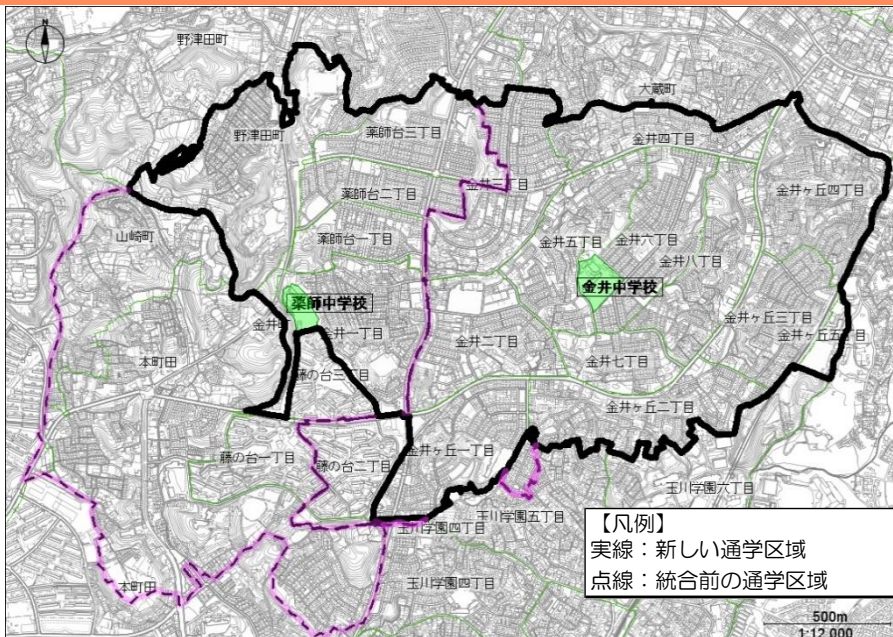 N
野津田町
大蔵町
野津田町
薬師台三丁目
金井四丁目
薬師台二丁目
金井三丁目
金井ヶ丘四丁目
山崎町
薬師台一丁目
金井五丁目
金井六丁目
金井八丁目
金井中学校
薬師中学校
金井ヶ丘三丁目
金井一丁目
金井ヶ丘五丁目
金井二丁目
本町田
金井七丁目
藤の台三丁目
金井ヶ丘二丁目
金井ヶ丘一丁目
藤の台一丁目
藤の台二丁目
玉川学園六丁目
玉川学園五丁目
玉川学園四丁目
【凡例】
実線：新しい通学区域
点線：統合前の通学区域
本町田
玉川学園四丁目
500m
1:12,000